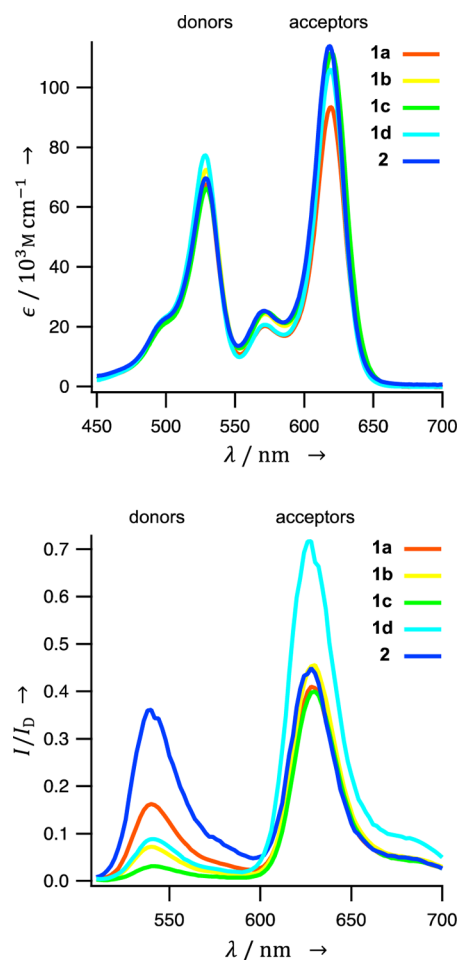 donors acceptors
1a
1b
1c
1d
2
100
80
60
40
20
0
ϵ / 10³ M cm⁻¹ →
450 500 550 600 650 700
λ / nm →
donors acceptors
1a
1b
1c
1d
2
0.7
0.6
0.5
0.4
0.3
0.2
0.1
0.0
I/I_D →
550 600 650 700
λ / nm →